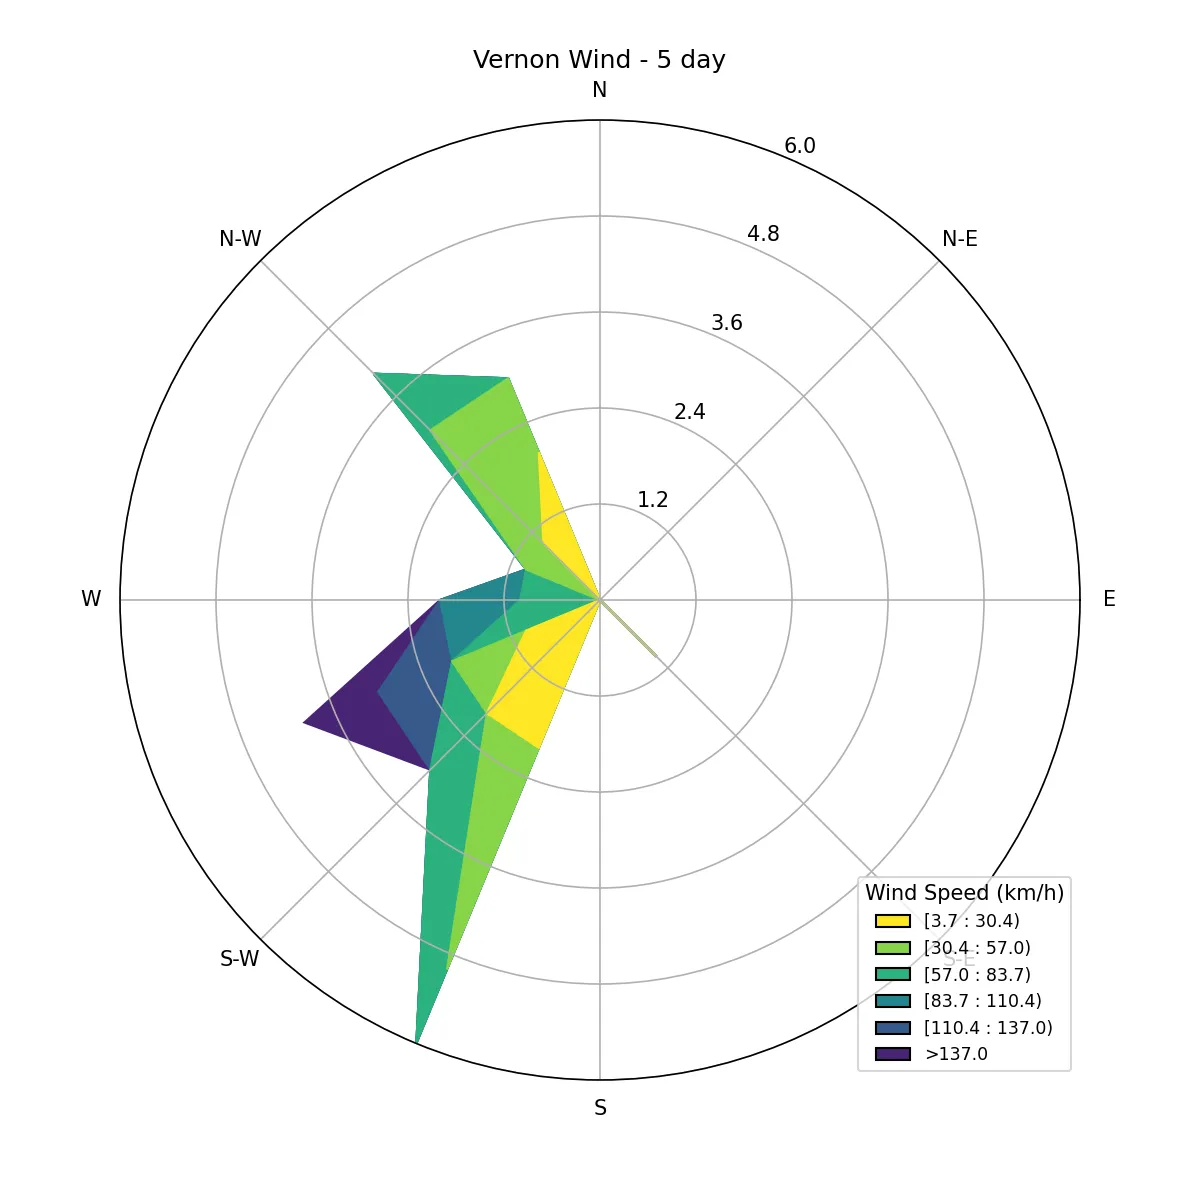 Vernon Wind - 5 day
N
6.0
N-W
4.8
N-E
3.6
2.4
1.2
W
E
S-W
S-E
S
Wind Speed (km/h)
[3.7 : 30.4)
[30.4 : 57.0)
[57.0 : 83.7)
[83.7 : 110.4)
[110.4 : 137.0)
>137.0